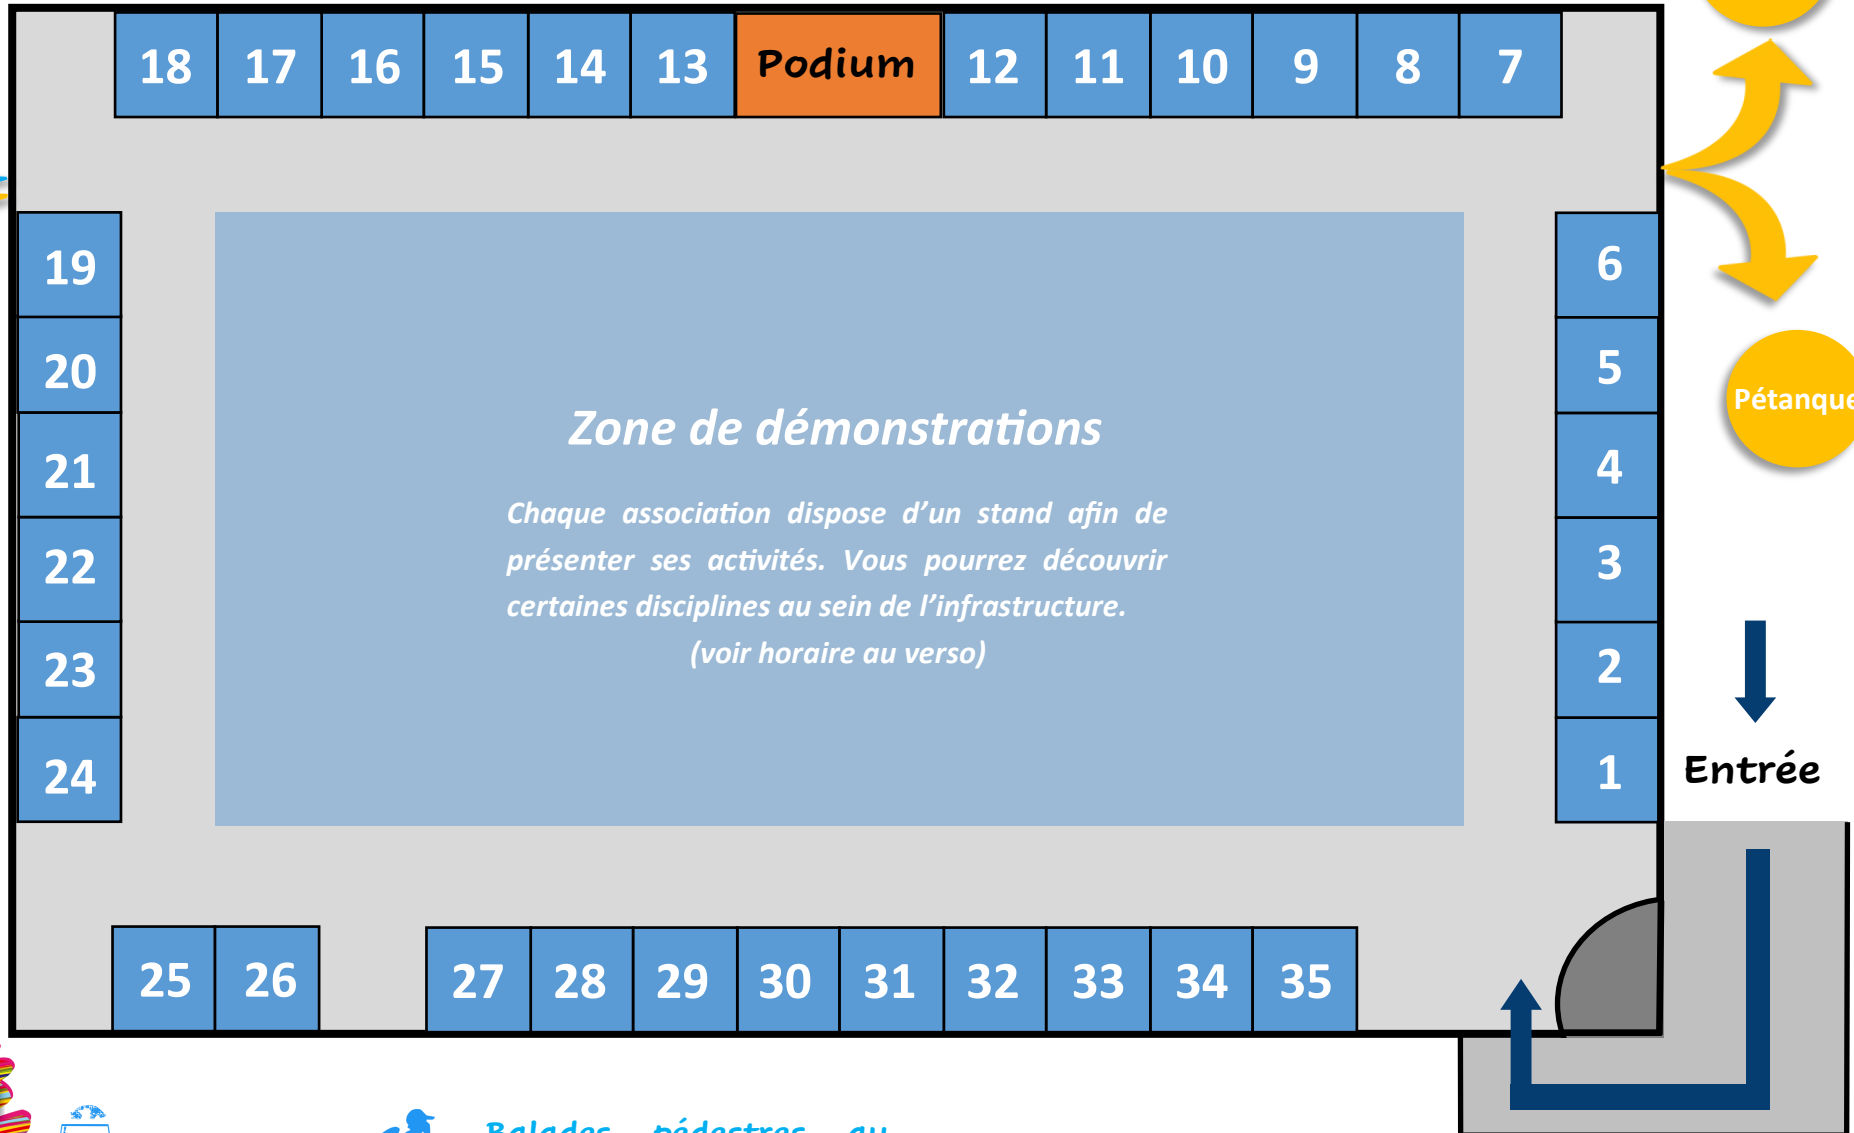 18 17 16 15 14 13 Podium 12 11 10 9 8 7
19
20
21
22
23
24
Zone de démonstrations
Chaque association dispose d’un stand afin de
présenter ses activités. Vous pourrez découvrir
certaines disciplines au sein de l’infrastructure.
(voir horaire au verso)
6
5
4
3
2
1
Pétanque
Entrée
25 26 27 28 29 30 31 32 33 34 35
Balades pédestres au